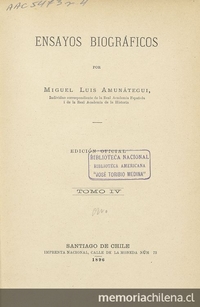 AAC5473
ENSAYOS BIOGRÁFICOS
POR
MIGUEL LUIS AMUNÁTEGUI,
Individuo correspondiente de la Real Academia Española
i de la Real Academia de la Historia
EDICIÓN OFICIAL
BIBLIOTECA NACIONAL
BIBLIOTECA AMERICANA
"JOSÉ TORIBIO MEDINA"
TOMO IV
SANTIAGO DE CHILE
IMPRENTA NACIONAL, CALLE DE LA MONEDA NÚM.
1896
memoriachilena.cl